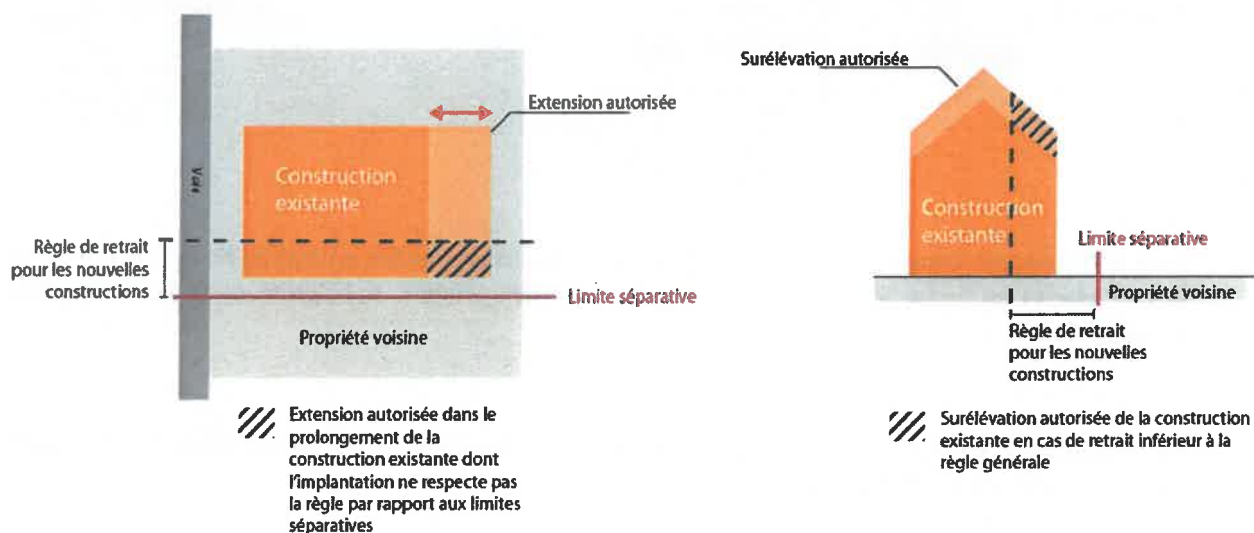 Extension autorisée
Voie
Construction
existante
Règle de retrait
pour les nouvelles
constructions
Limite séparative
Propriété voisine
Extension autorisée dans le
prolongement de la
construction existante dont
l'implantation ne respecte pas
la règle par rapport aux limites
séparatives
Surélévation autorisée
Construction
existante
Limite séparative
Propriété voisine
Règle de retrait
pour les nouvelles
constructions
Surélévation autorisée de la construction
existante en cas de retrait inférieur à la
règle générale